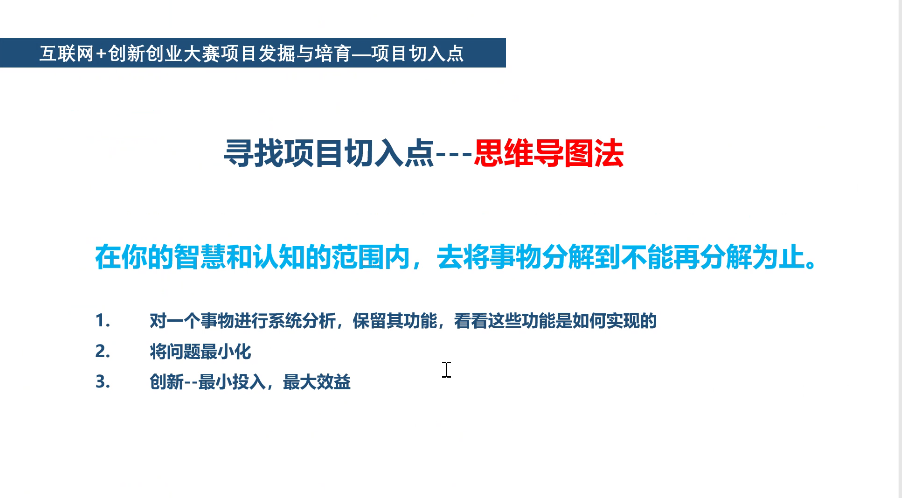 互联网+创新创业大赛项目发掘与培育—项目切入点
寻找项目切入点---思维导图法
在你的智慧和认知的范围内，去将事物分解到不能再分解为止。
1. 对一个事物进行系统分析，保留其功能，看看这些功能是如何实现的
2. 将问题最小化
3. 创新--最小投入，最大效益